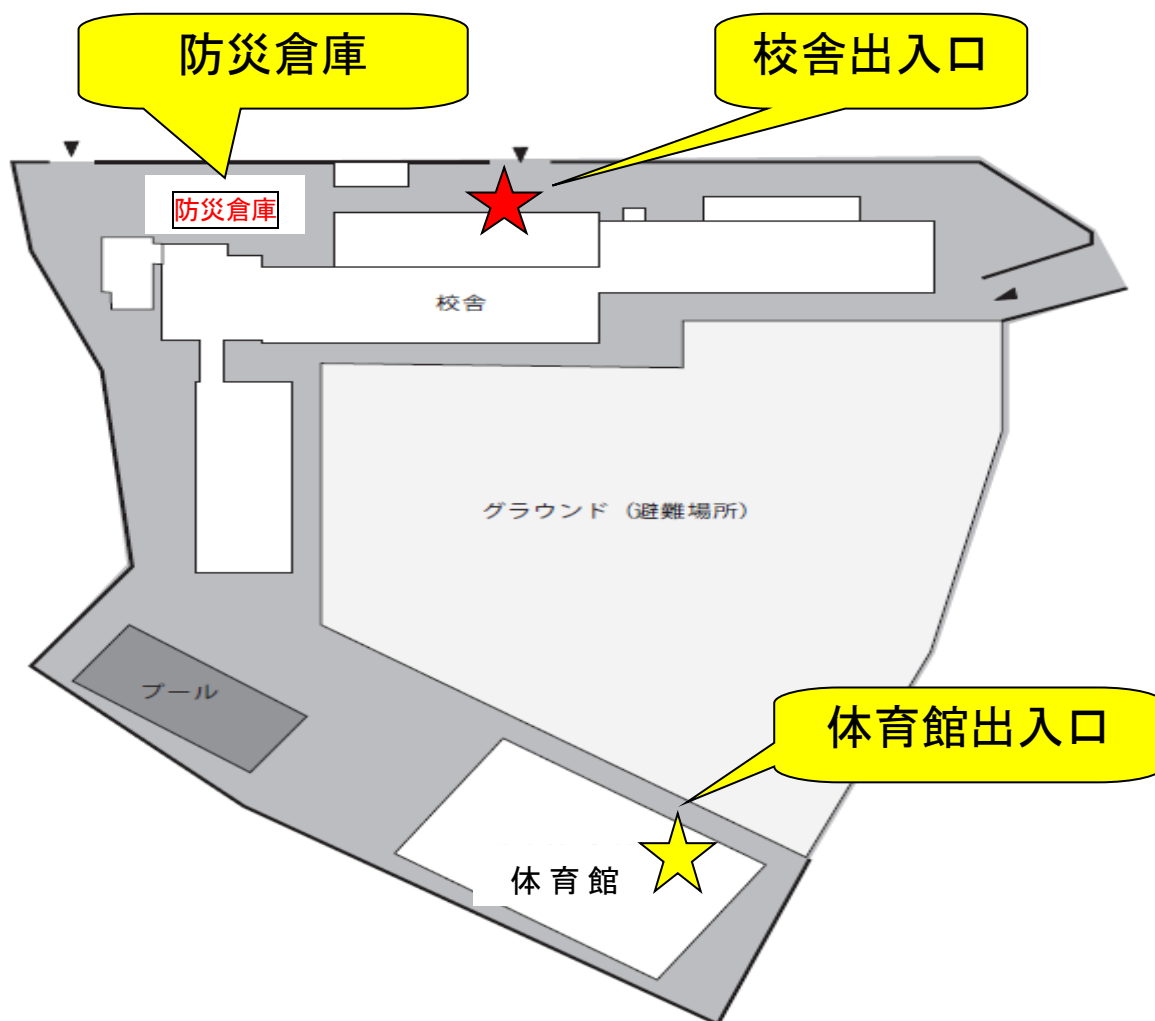 防災倉庫
校舎出入口
防災倉庫
校舎
グラウンド（避難場所）
プール
体育館出入口
体育館